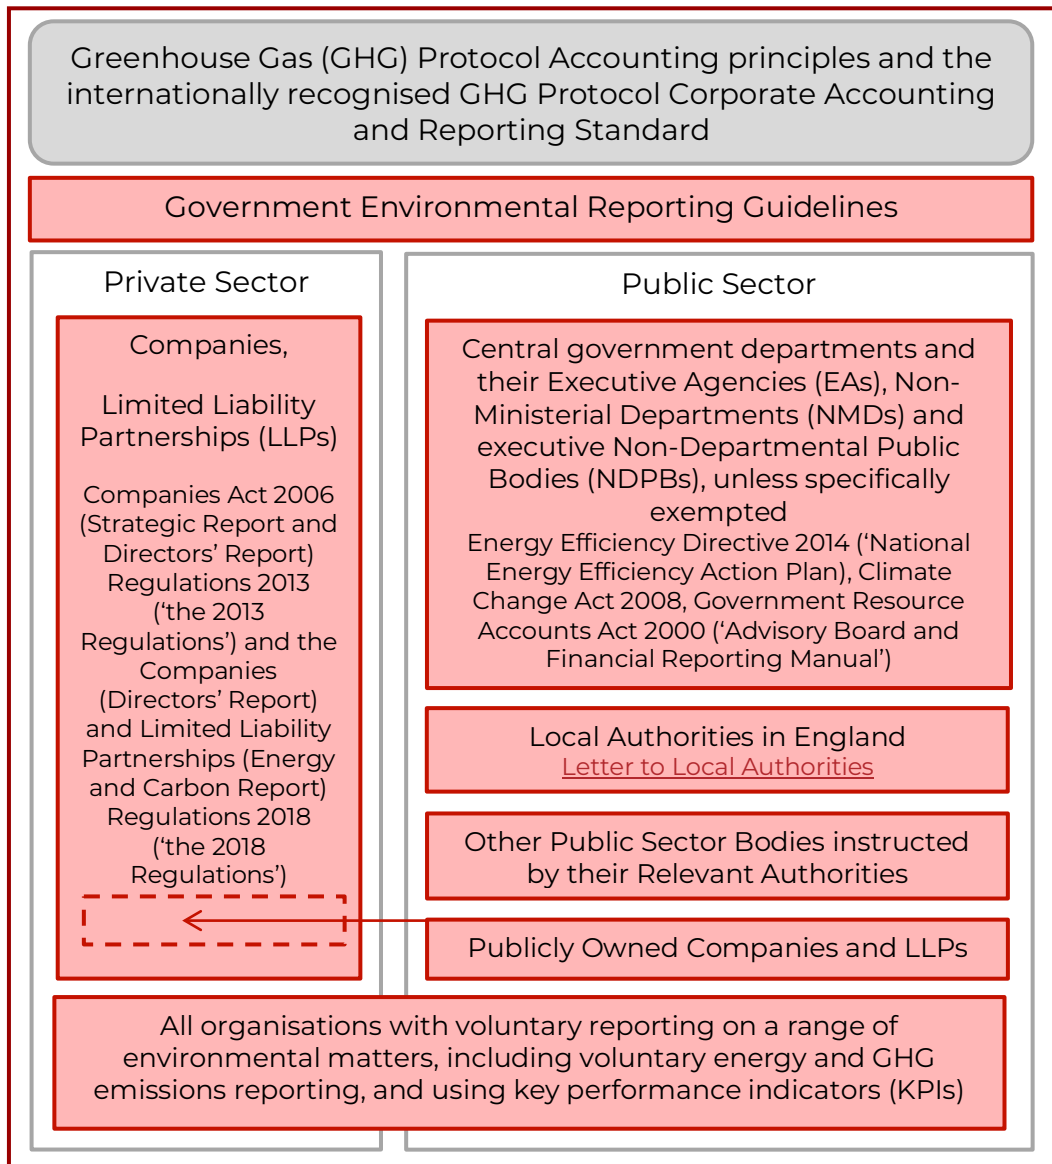 Greenhouse Gas (GHG) Protocol Accounting principles and the
internationally recognised GHG Protocol Corporate Accounting
and Reporting Standard
Government Environmental Reporting Guidelines
Private Sector
Companies,
Limited Liability
Partnerships (LLPs)
Companies Act 2006
(Strategic Report and
Directors’ Report)
Regulations 2013
(‘the 2013
Regulations’) and the
Companies
(Directors’ Report)
and Limited Liability
Partnerships (Energy
and Carbon Report)
Regulations 2018
(‘the 2018
Regulations’)
Public Sector
Central government departments and
their Executive Agencies (EAs), Non-
Ministerial Departments (NMDs) and
executive Non-Departmental Public
Bodies (NDPBs), unless specifically
exempted
Energy Efficiency Directive 2014 (‘National
Energy Efficiency Action Plan), Climate
Change Act 2008, Government Resource
Accounts Act 2000 (‘Advisory Board and
Financial Reporting Manual’)
Local Authorities in England
Letter to Local Authorities
Other Public Sector Bodies instructed
by their Relevant Authorities
Publicly Owned Companies and LLPs
All organisations with voluntary reporting on a range of
environmental matters, including voluntary energy and GHG
emissions reporting, and using key performance indicators (KPIs)